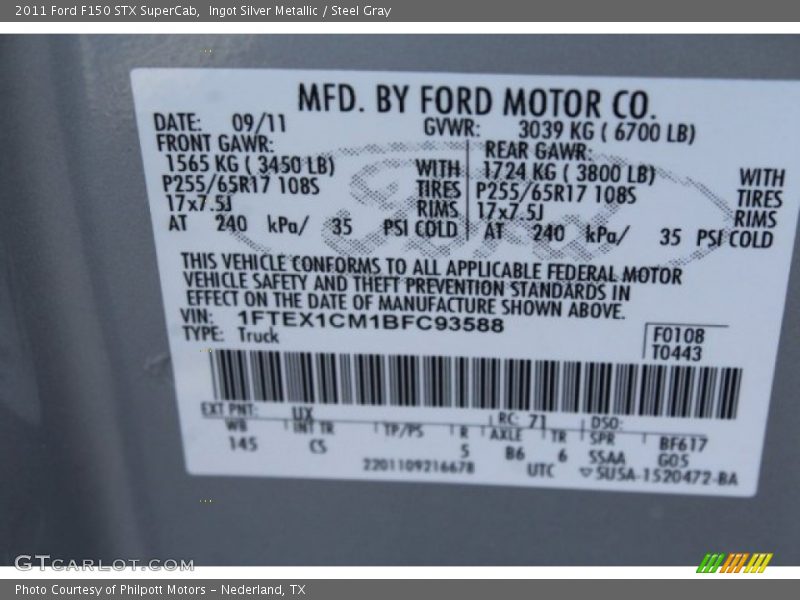 2011 Ford F150 STX SuperCab,  Ingot Silver Metallic / Steel Gray
MFD. BY FORD MOTOR CO.
DATE: 09/11 GVWR: 3039 KG ( 6700 LB)
FRONT GAWR: REAR GAWR:
1565 KG ( 3450 LB) WITH 1724 KG ( 3800 LB) WITH
P255/65R17 108S TIRES P255/65R17 108S TIRES
17x7.5J RIMS 17x7.5J RIMS
AT 240 kPa/ 35 PSI COLD AT 240 kPa/ 35 PSI COLD
THIS VEHICLE CONFORMS TO ALL APPLICABLE FEDERAL MOTOR
VEHICLE SAFETY AND THEFT PREVENTION STANDARDS IN
EFFECT ON THE DATE OF MANUFACTURE SHOWN ABOVE.
VIN: 1FTEX1CM1BFC93588
TYPE: Truck
F0108
T0443
EXT PNT: UX RC: 71 DSO:
WB INT TR TP/PS R AXLE TR SPR BF617
145 CS 5 B6 6 SSAA G05
2201109216678 UTC SUSA-1520472-BA
GTCARLOT.COM
Photo Courtesy of Philpott Motors - Nederland, TX